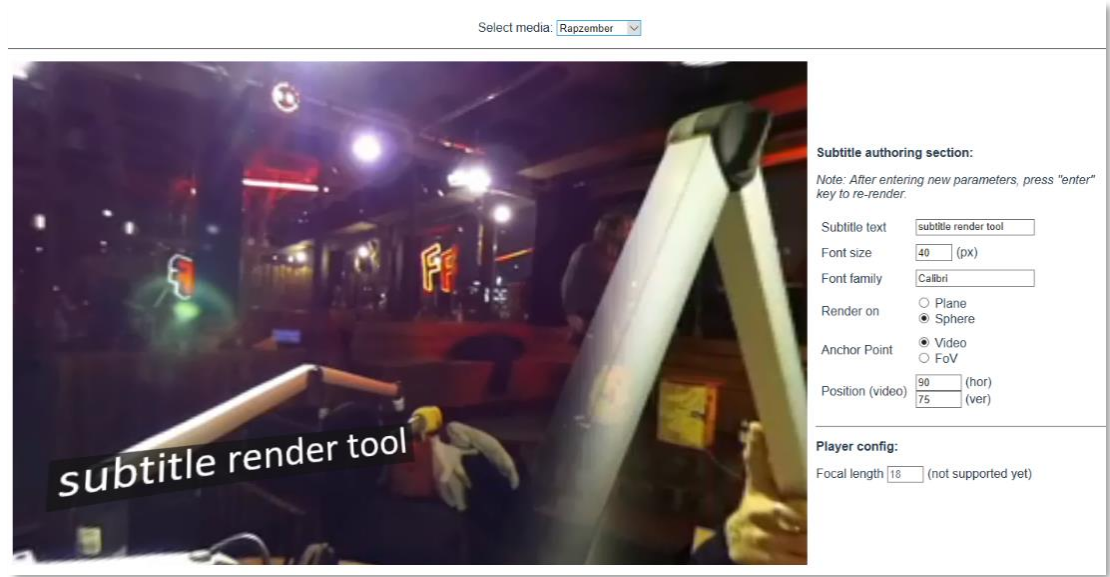 Select media: Rapzember
Subtitle authoring section:
Note: After entering new parameters, press "enter"
key to re-render.
Subtitle text subtitle render tool
Font size 40 (px)
Font family Calibri
Render on Plane
Sphere
Anchor Point Video
FoV
Position (video) 90 (hor)
75 (ver)
Player config:
Focal length 18 (not supported yet)
FF
subtitle render tool